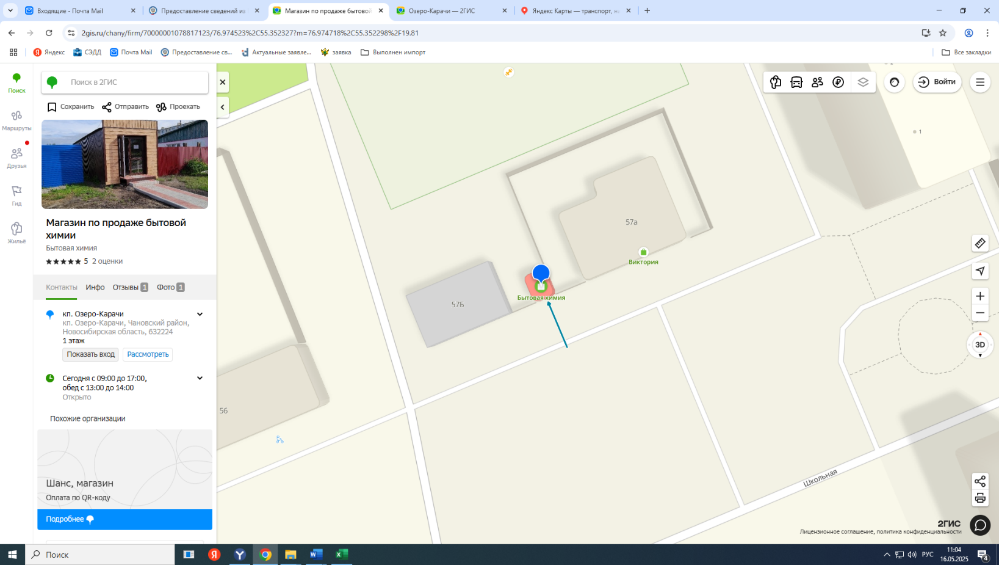 Входящие - Почта Mail
Предоставление сведений из
Магазин по продаже бытовой
Озеро-Карачи — 2ГИС
Яндекс Карты — транспорт, на
2gis.ru/chany/firm/70000001078817123/76.974523%2C55.352327?m=76.974718%2C55.352298%2F19.81
Яндекс
СЭДД
Почта Mail
Предоставление св...
Актуальные заявле...
заявка
Выполнен импорт
Все закладки
Поиск
Маршруты
Друзья
Гид
Жильё
Поиск в 2ГИС
Сохранить
Отправить
Проехать
Магазин по продаже бытовой
химии
Бытовая химия
5 2 оценки
Контакты
Инфо
Отзывы 1
Фото 1
кп. Озеро-Карачи
кп. Озеро-Карачи, Чановский район,
Новосибирская область, 632224
1 этаж
Показать вход
Рассмотреть
Сегодня с 09:00 до 17:00,
обед с 13:00 до 14:00
Открыто
Похожие организации
Шанс, магазин
Оплата по QR-коду
Подробнее
Войти
1
57а
Виктория
Бытовая химия
57Б
56
Школьная
3D
2ГИС
Лицензионное соглашение, политика конфиденциальности
Поиск
РУС
11:04
16.05.2025
4